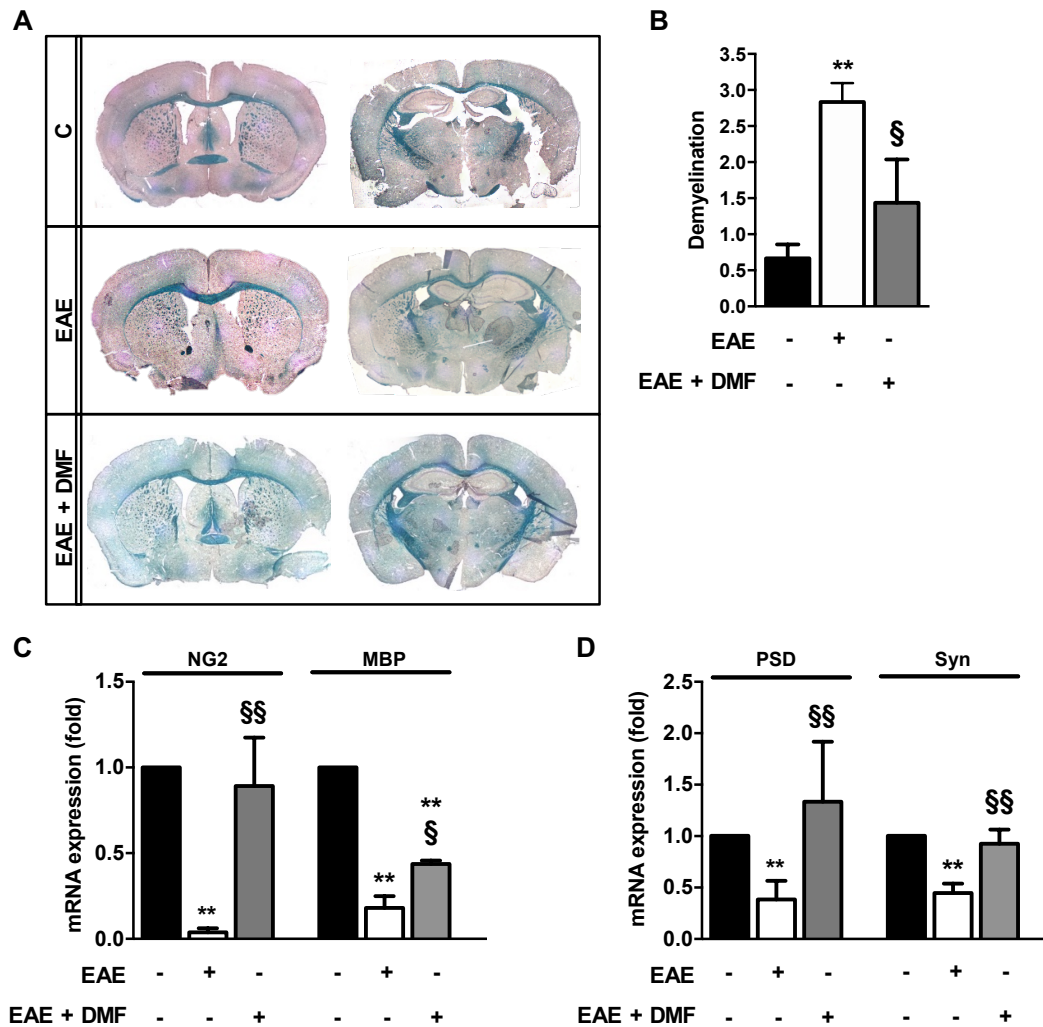 A
C
EAE
EAE + DMF
B
Demyelination
3.5
3.0
2.5
2.0
1.5
1.0
0.5
0.0
**
§
EAE - + -
EAE + DMF - - +
C
NG2 MBP
mRNA expression (fold)
1.5
1.0
0.5
0.0
**
§§
**
**
§
EAE - + - - + -
EAE + DMF - - + - - +
D
PSD Syn
mRNA expression (fold)
2.5
2.0
1.5
1.0
0.5
0.0
**
§§
**
§§
EAE - + - - + -
EAE + DMF - - + - - +